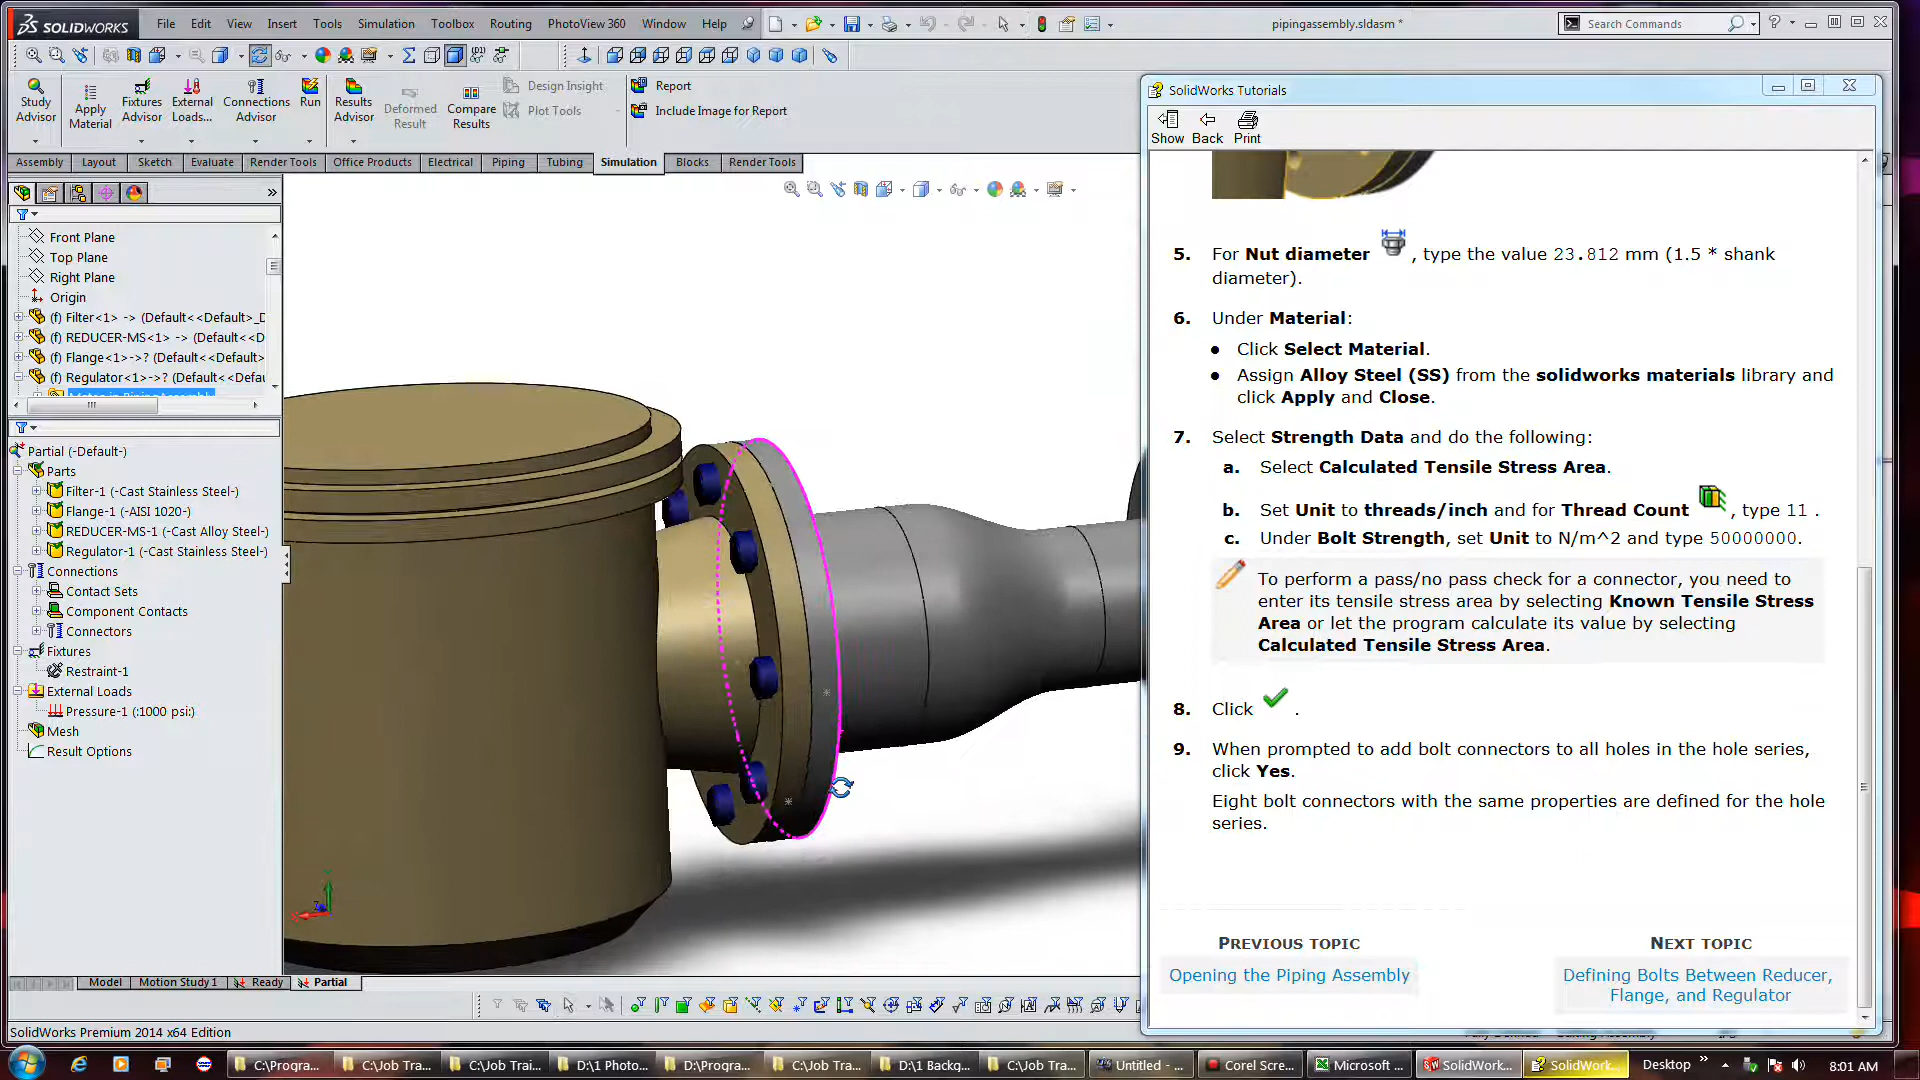 SOLIDWORKS File Edit View Insert Tools Simulation Toolbox Routing PhotoView 360 Window Help pipingassembly.sldasm * Search Commands
Study Advisor
Apply Material
Fixtures Advisor
External Loads...
Connections Advisor
Run
Results Advisor
Deformed Result
Compare Results
Design Insight
Plot Tools
Report
Include Image for Report
Assembly Layout Sketch Evaluate Render Tools Office Products Electrical Piping Tubing Simulation Blocks Render Tools
Front Plane
Top Plane
Right Plane
Origin
(f) Filter<1> -> (Default<<Default>_D
(f) REDUCER-MS<1> -> (Default<<D
(f) Flange<1>->? (Default<<Default>
(f) Regulator<1>->? (Default<<Defau
Partial (-Default-)
Parts
Filter-1 (-Cast Stainless Steel-)
Flange-1 (-AISI 1020-)
REDUCER-MS-1 (-Cast Alloy Steel-)
Regulator-1 (-Cast Stainless Steel-)
Connections
Contact Sets
Component Contacts
Connectors
Fixtures
Restraint-1
External Loads
Pressure-1 (:1000 psi:)
Mesh
Result Options
Model Motion Study 1 Ready Partial
SolidWorks Premium 2014 x64 Edition
SolidWorks Tutorials
Show Back Print
5. For Nut diameter , type the value 23.812 mm (1.5 * shank
diameter).
6. Under Material:
● Click Select Material.
● Assign Alloy Steel (SS) from the solidworks materials library and
click Apply and Close.
7. Select Strength Data and do the following:
a. Select Calculated Tensile Stress Area.
b. Set Unit to threads/inch and for Thread Count , type 11 .
c. Under Bolt Strength, set Unit to N/m^2 and type 50000000.
To perform a pass/no pass check for a connector, you need to
enter its tensile stress area by selecting Known Tensile Stress
Area or let the program calculate its value by selecting
Calculated Tensile Stress Area.
8. Click .
9. When prompted to add bolt connectors to all holes in the hole series,
click Yes.
Eight bolt connectors with the same properties are defined for the hole
series.
PREVIOUS TOPIC
Opening the Piping Assembly
NEXT TOPIC
Defining Bolts Between Reducer,
Flange, and Regulator
C:\Progra... C:\Job Tra... C:\Job Trai... D:\1 Photo... D:\Progra... C:\Job Tra... D:\1 Backg... C:\Job Tra... Untitled - ... Corel Scre... Microsoft ... SolidWork... SolidWork... Desktop » 8:01 AM